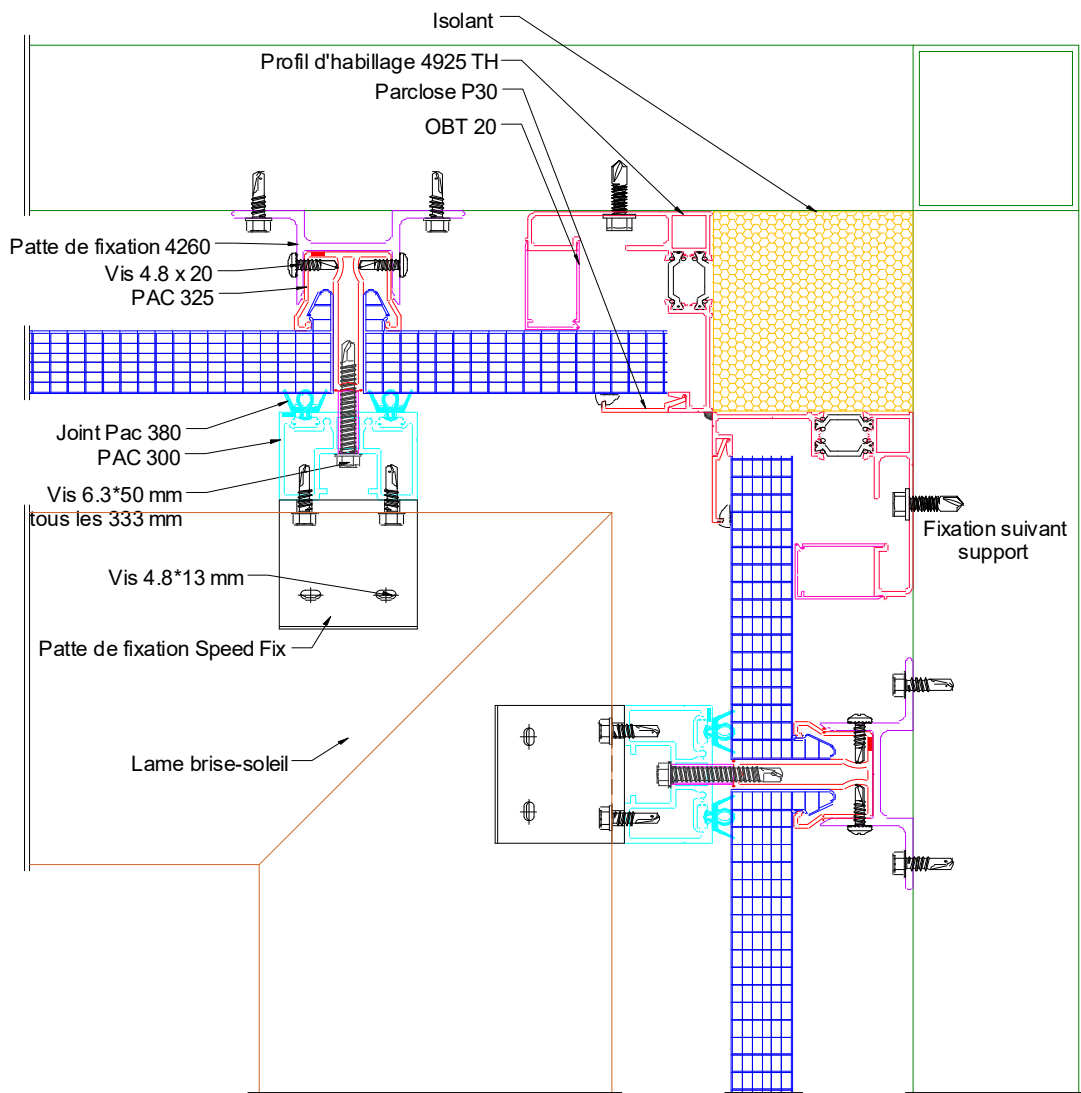 Isolant
Profil d'habillage 4925 TH
Parclose P30
OBT 20
Patte de fixation 4260
Vis 4.8 x 20
PAC 325
Joint Pac 380
PAC 300
Vis 6.3*50 mm
tous les 333 mm
Fixation suivant
support
Vis 4.8*13 mm
Patte de fixation Speed Fix
Lame brise-soleil